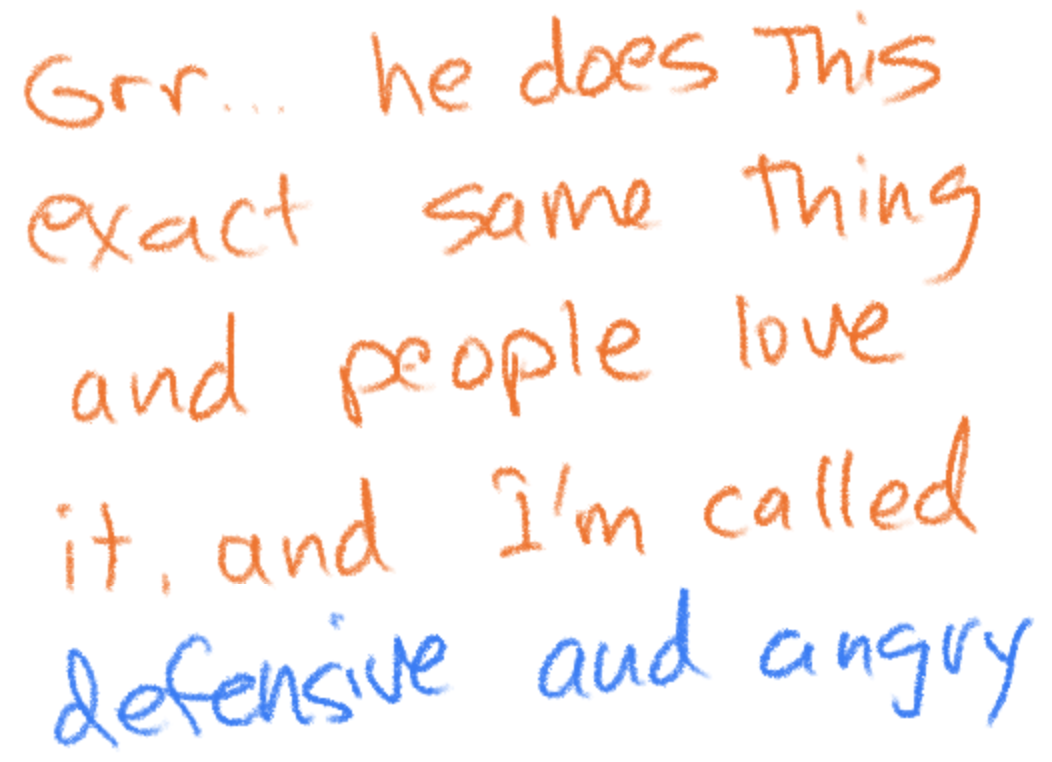 Grr... he does This
exact same Thing
and people love
it, and I'm called
defensive and angry